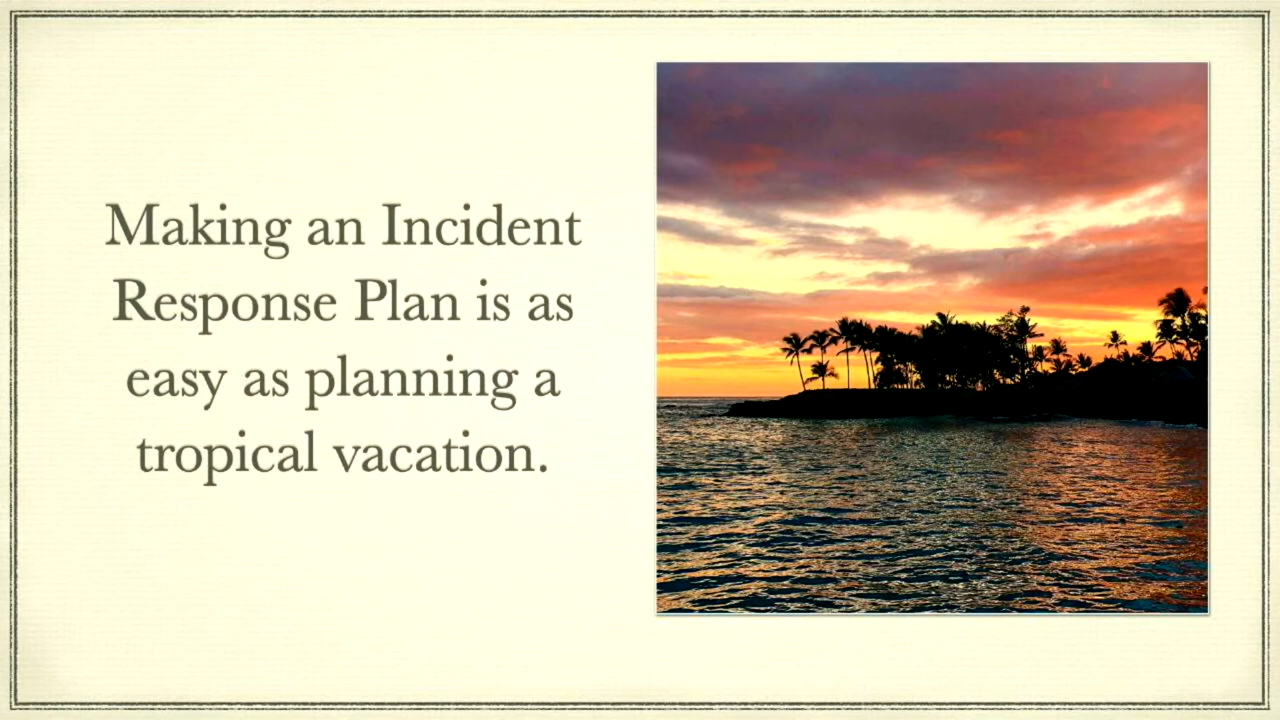 Making an Incident
Response Plan is as
easy as planning a
tropical vacation.